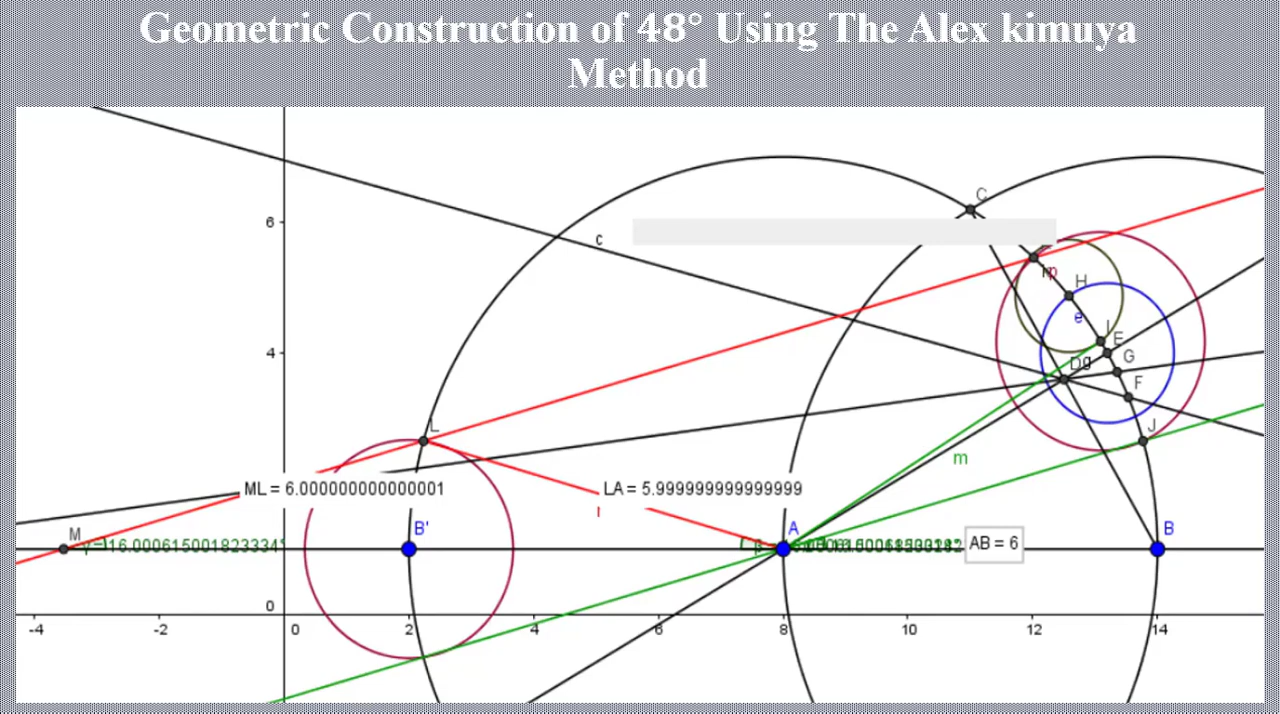 Geometric Construction of 48° Using The Alex kimuya
Method
C
6
c
H
e
I
E
4
G
D
g
F
L
J
m
ML = 6.000000000000001
LA = 5.999999999999999
M
B'
A
B
AB = 6
0
-4
-2
0
2
4
6
8
10
12
14